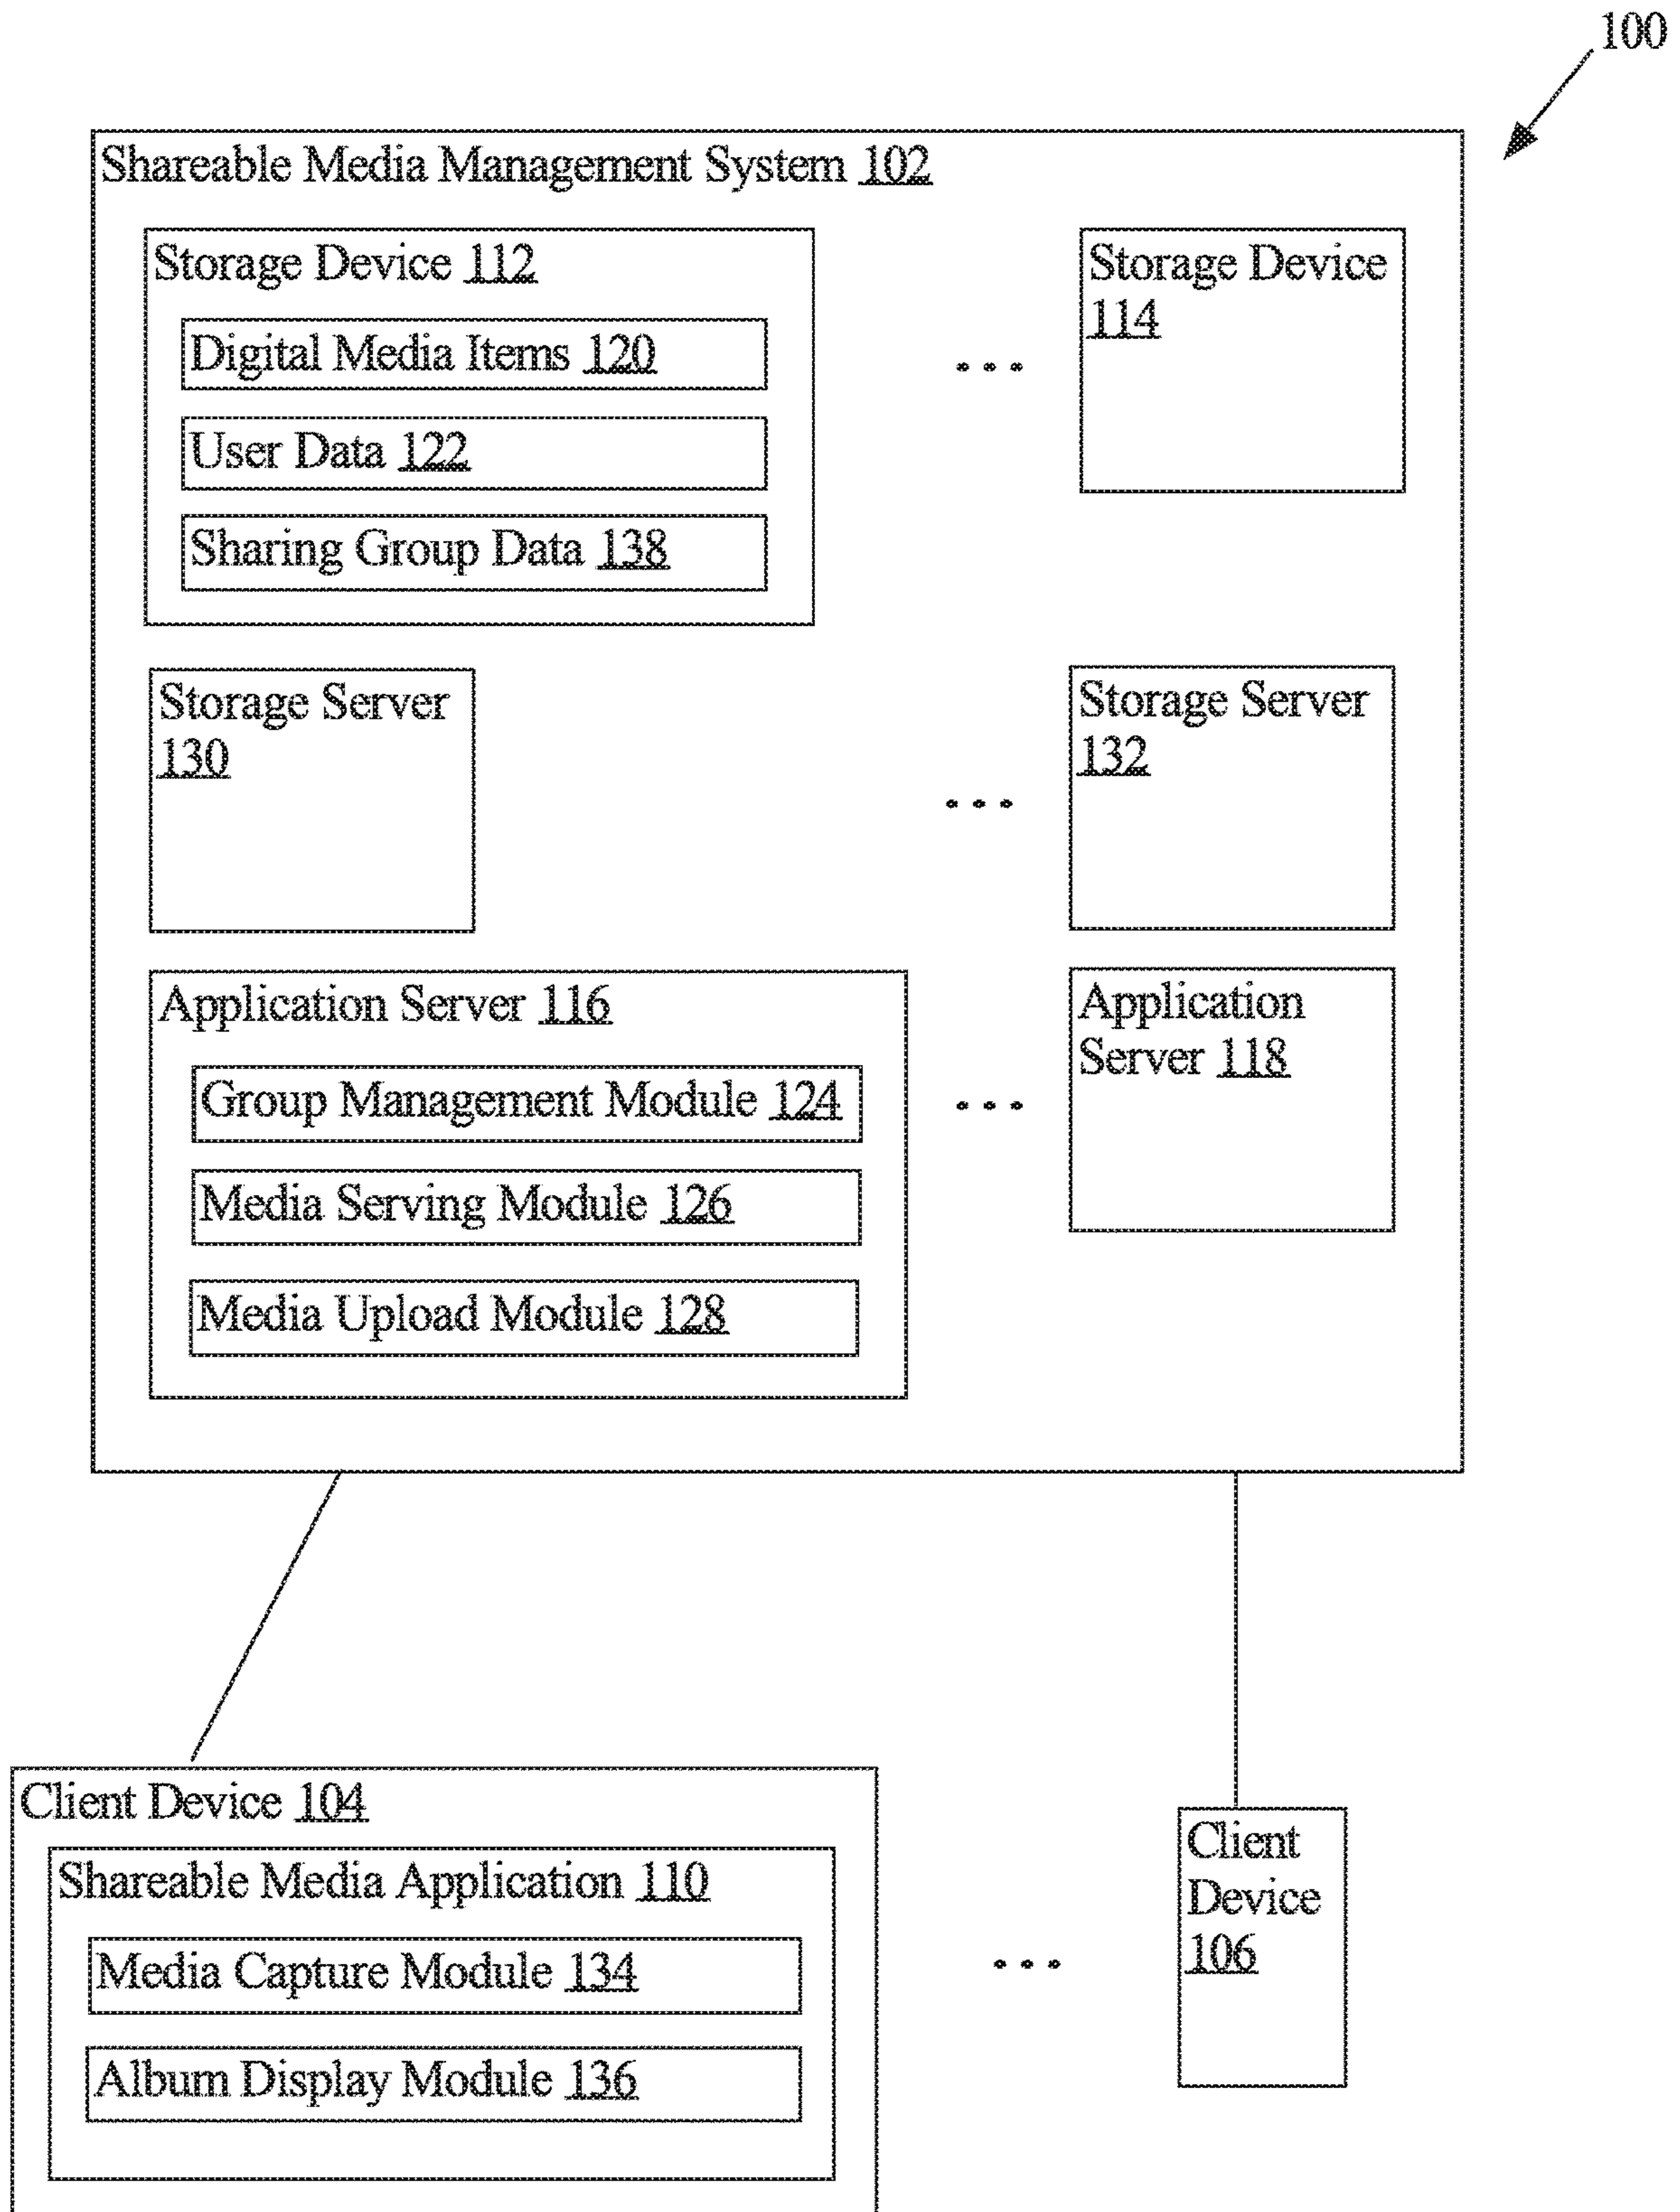 100
Shareable Media Management System 102
Storage Device 112
Digital Media Items 120
User Data 122
Sharing Group Data 138
...
Storage Device
114
Storage Server
130
...
Storage Server
132
Application Server 116
Group Management Module 124
Media Serving Module 126
Media Upload Module 128
...
Application
Server 118
Client Device 104
Shareable Media Application 110
Media Capture Module 134
Album Display Module 136
...
Client
Device
106